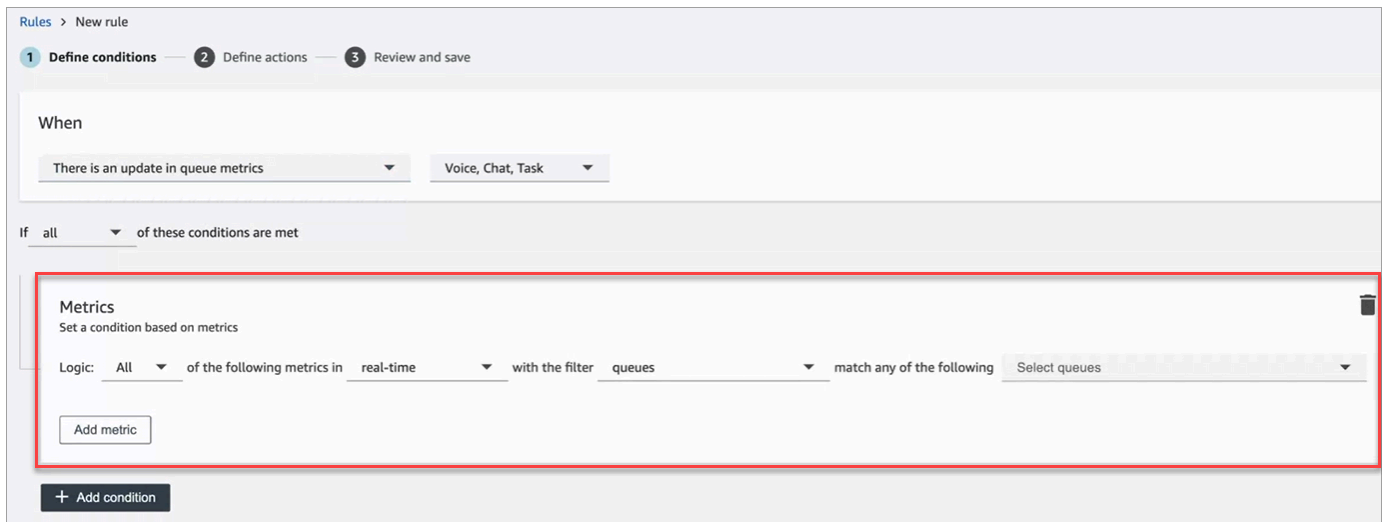 Rules > New rule
1 Define conditions 2 Define actions 3 Review and save
When
There is an update in queue metrics Voice, Chat, Task
If all of these conditions are met
Metrics
Set a condition based on metrics
Logic: All of the following metrics in real-time with the filter queues match any of the following Select queues
Add metric
+ Add condition